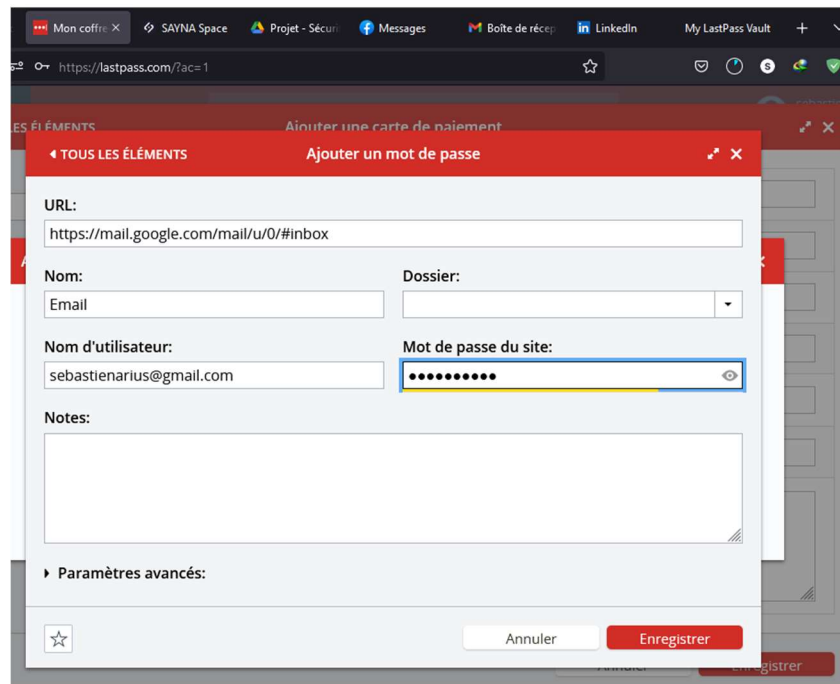 Mon coffre
SAYNA Space
Projet - Sécuri
Messages
Boîte de récep
LinkedIn
My LastPass Vault
https://lastpass.com/?ac=1
ES ÉLÉMENTS
Ajouter une carte de paiement
TOUS LES ÉLÉMENTS
Ajouter un mot de passe
URL:
https://mail.google.com/mail/u/0/#inbox
Nom:
Dossier:
Email
Nom d'utilisateur:
Mot de passe du site:
sebastienarius@gmail.com
••••••••••
Notes:
Paramètres avancés:
Annuler
Enregistrer
Annuler
Enregistrer